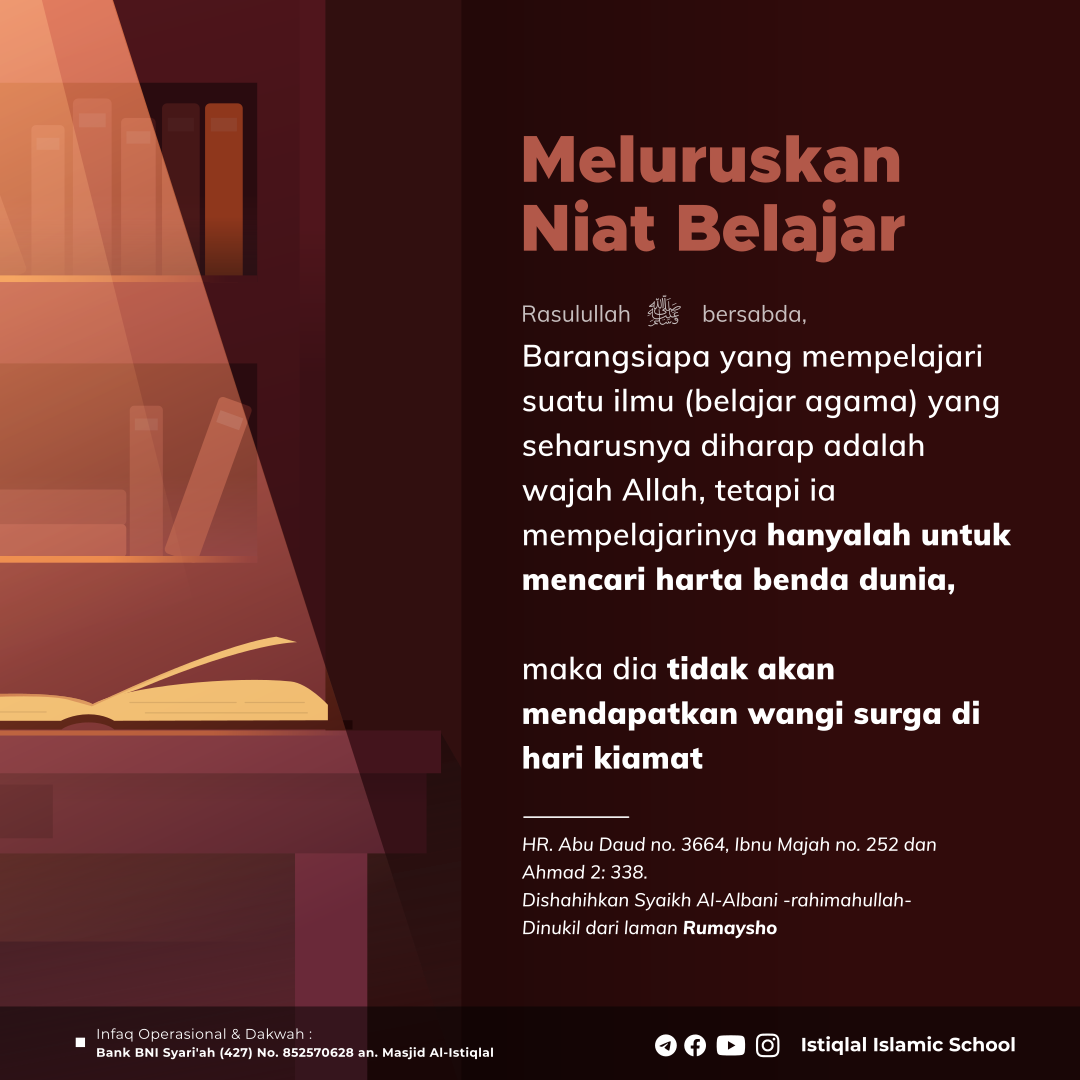 Meluruskan
Niat Belajar
Rasulullah ﷺ bersabda,
Barangsiapa yang mempelajari
suatu ilmu (belajar agama) yang
seharusnya diharap adalah
wajah Allah, tetapi ia
mempelajarinya hanyalah untuk
mencari harta benda dunia,
maka dia tidak akan
mendapatkan wangi surga di
hari kiamat
HR. Abu Daud no. 3664, Ibnu Majah no. 252 dan
Ahmad 2: 338.
Dishahihkan Syaikh Al-Albani -rahimahullah-
Dinukil dari laman Rumaysho
Infaq Operasional & Dakwah :
Bank BNI Syari'ah (427) No. 852570628 an. Masjid Al-Istiqlal
Istiqlal Islamic School